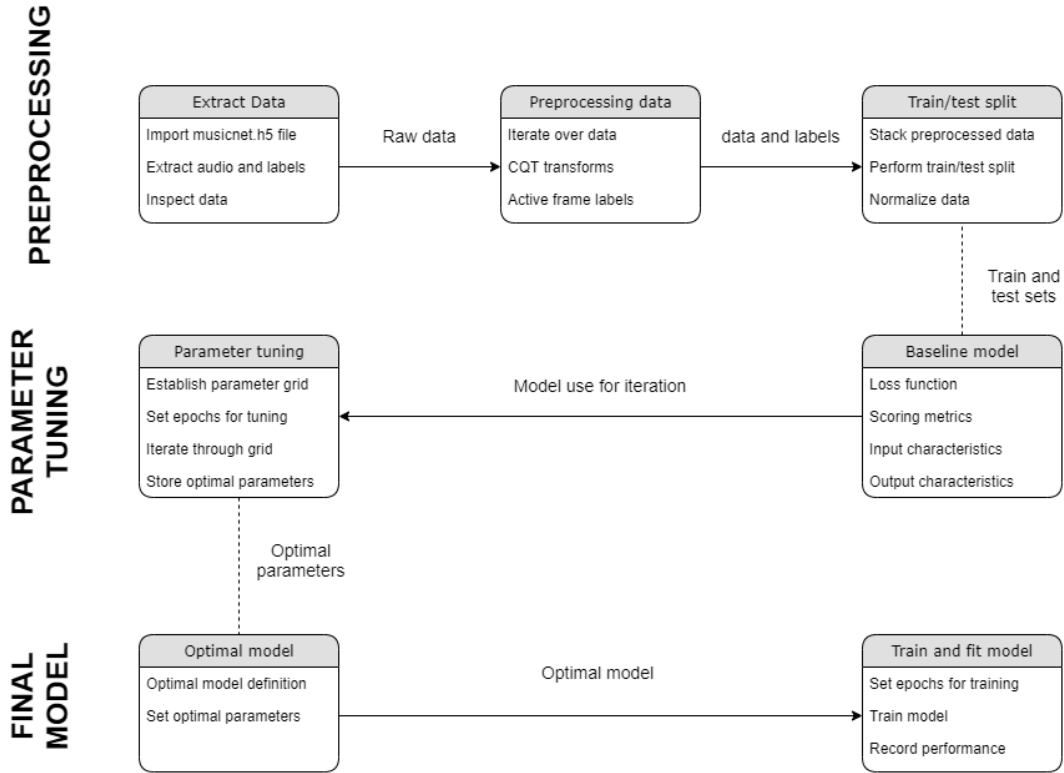 PREPROCESSING
Extract Data
Import musicnet.h5 file
Extract audio and labels
Inspect data
Raw data
Preprocessing data
Iterate over data
CQT transforms
Active frame labels
data and labels
Train/test split
Stack preprocessed data
Perform train/test split
Normalize data
Train and
test sets
PARAMETER
TUNING
Baseline model
Loss function
Scoring metrics
Input characteristics
Output characteristics
Model use for iteration
Parameter tuning
Establish parameter grid
Set epochs for tuning
Iterate through grid
Store optimal parameters
Optimal
parameters
FINAL
MODEL
Optimal model
Optimal model definition
Set optimal parameters
Optimal model
Train and fit model
Set epochs for training
Train model
Record performance